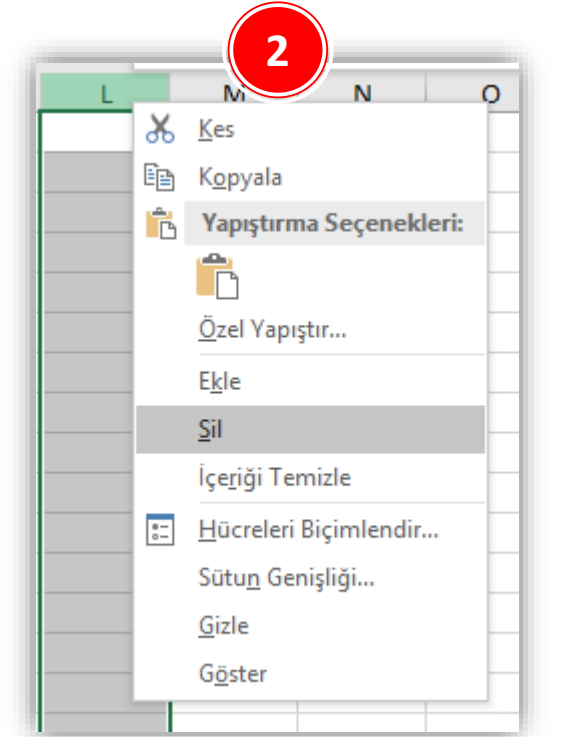 2
L M N O
Kes
Kopyala
Yapıştırma Seçenekleri:
Özel Yapıştır...
Ekle
Sil
İçeriği Temizle
Hücreleri Biçimlendir...
Sütun Genişliği...
Gizle
Göster